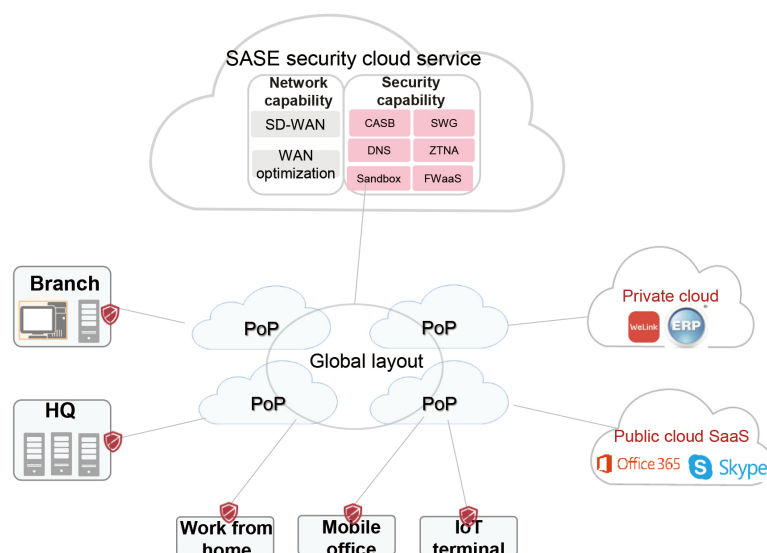 SASE security cloud service
Network
capability
Security
capability
SD-WAN
WAN
optimization
CASB
SWG
DNS
ZTNA
Sandbox
FWaaS
Branch
PoP
PoP
Private cloud
WeLink
ERP
Global layout
HQ
PoP
PoP
Public cloud SaaS
Office 365
S Skype
Work from
home
Mobile
office
IoT
terminal